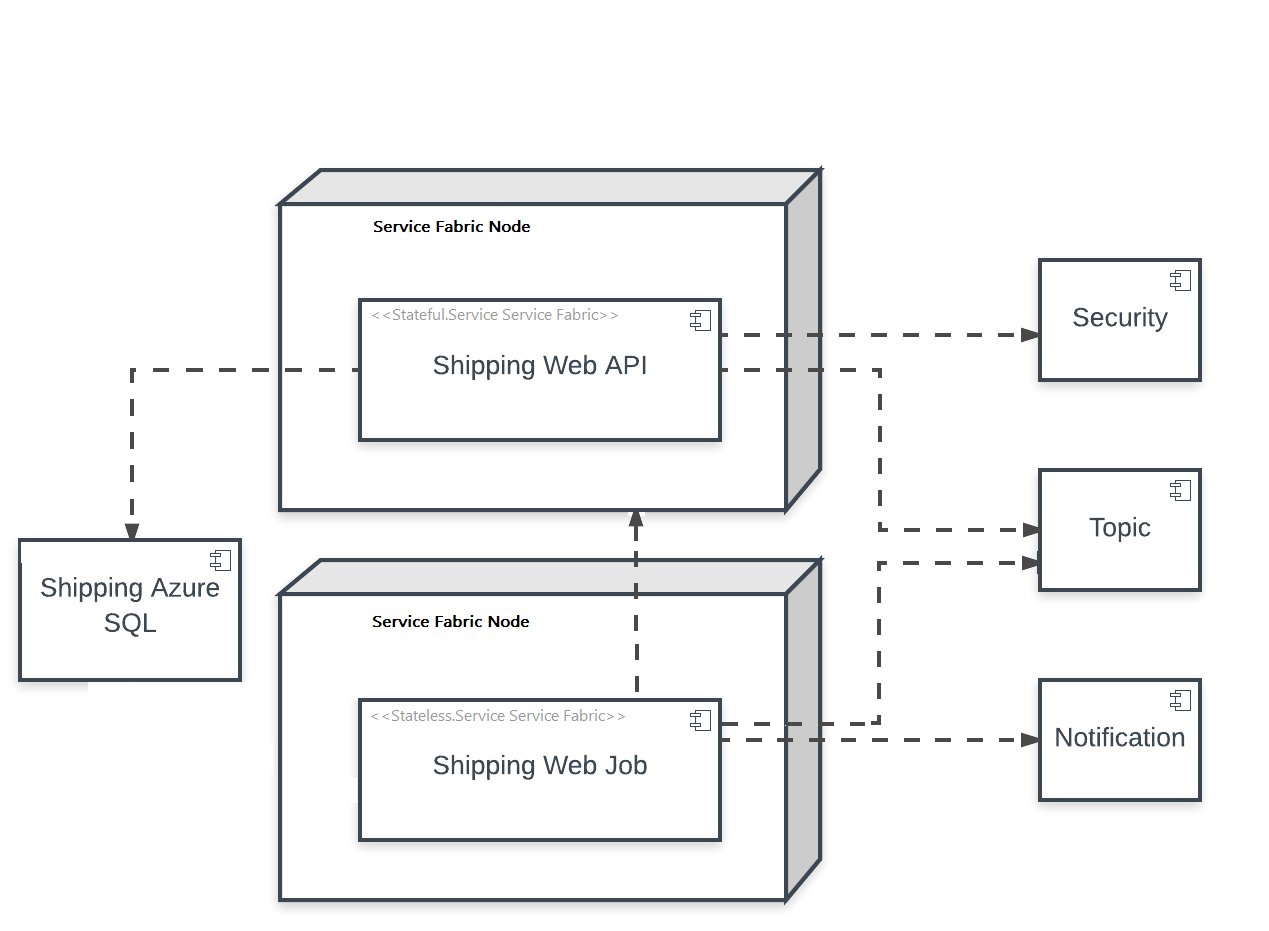 Service Fabric Node
<<Stateful.Service Service Fabric>>
Shipping Web API
Security
Topic
Shipping Azure
SQL
Service Fabric Node
<<Stateless.Service Service Fabric>>
Shipping Web Job
Notification